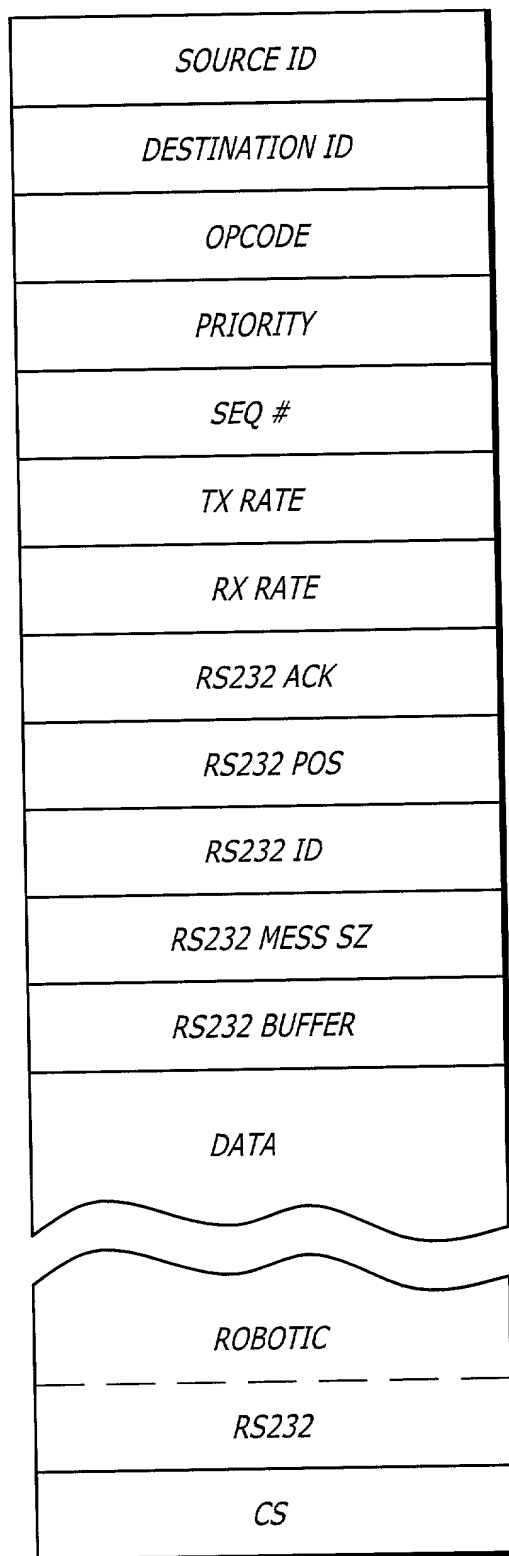 SOURCE ID
DESTINATION ID
OPCODE
PRIORITY
SEQ #
TX RATE
RX RATE
RS232 ACK
RS232 POS
RS232 ID
RS232 MESS SZ
RS232 BUFFER
DATA
ROBOTIC
RS232
CS